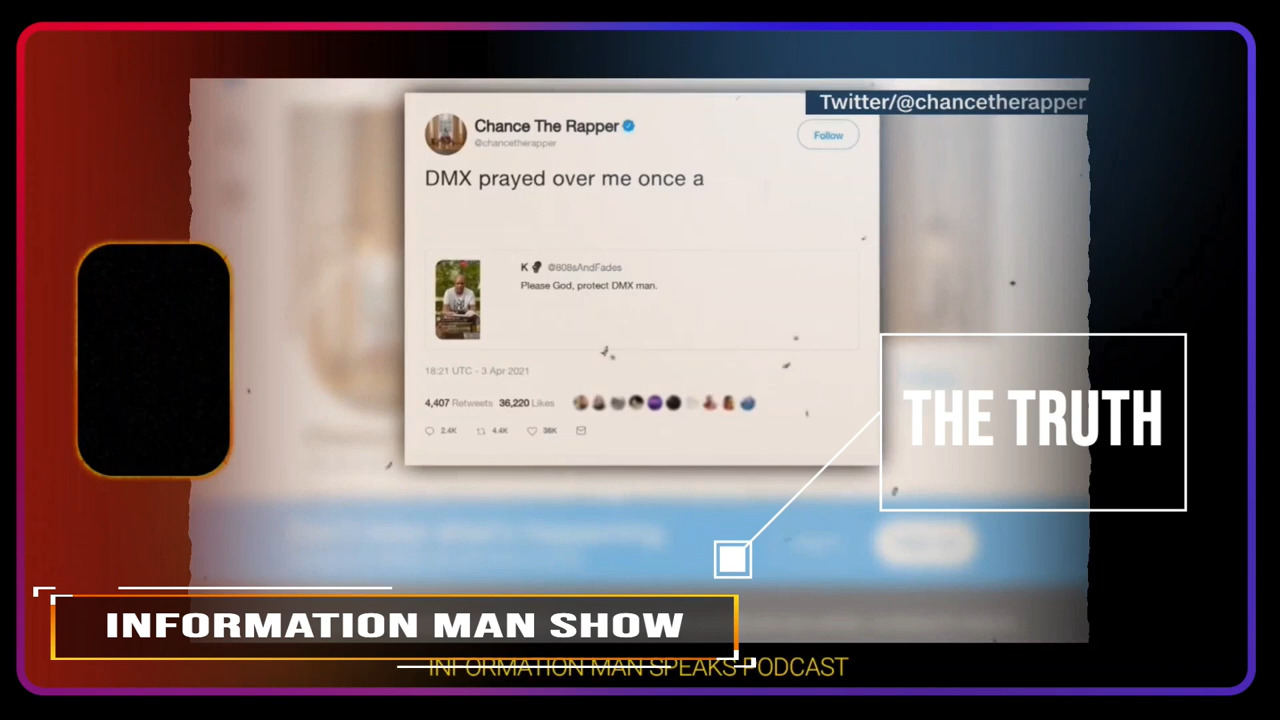 Twitter/@chancetherapper
Chance The Rapper
@chancetherapper
Follow
DMX prayed over me once a
K @808sAndFades
Please God, protect DMX man.
18:21 UTC - 3 Apr 2021
4,407 Retweets 36,220 Likes
2.4K 4.4K 36K
THE TRUTH
INFORMATION MAN SHOW
INFORMATION MAN SPEAKS PODCAST